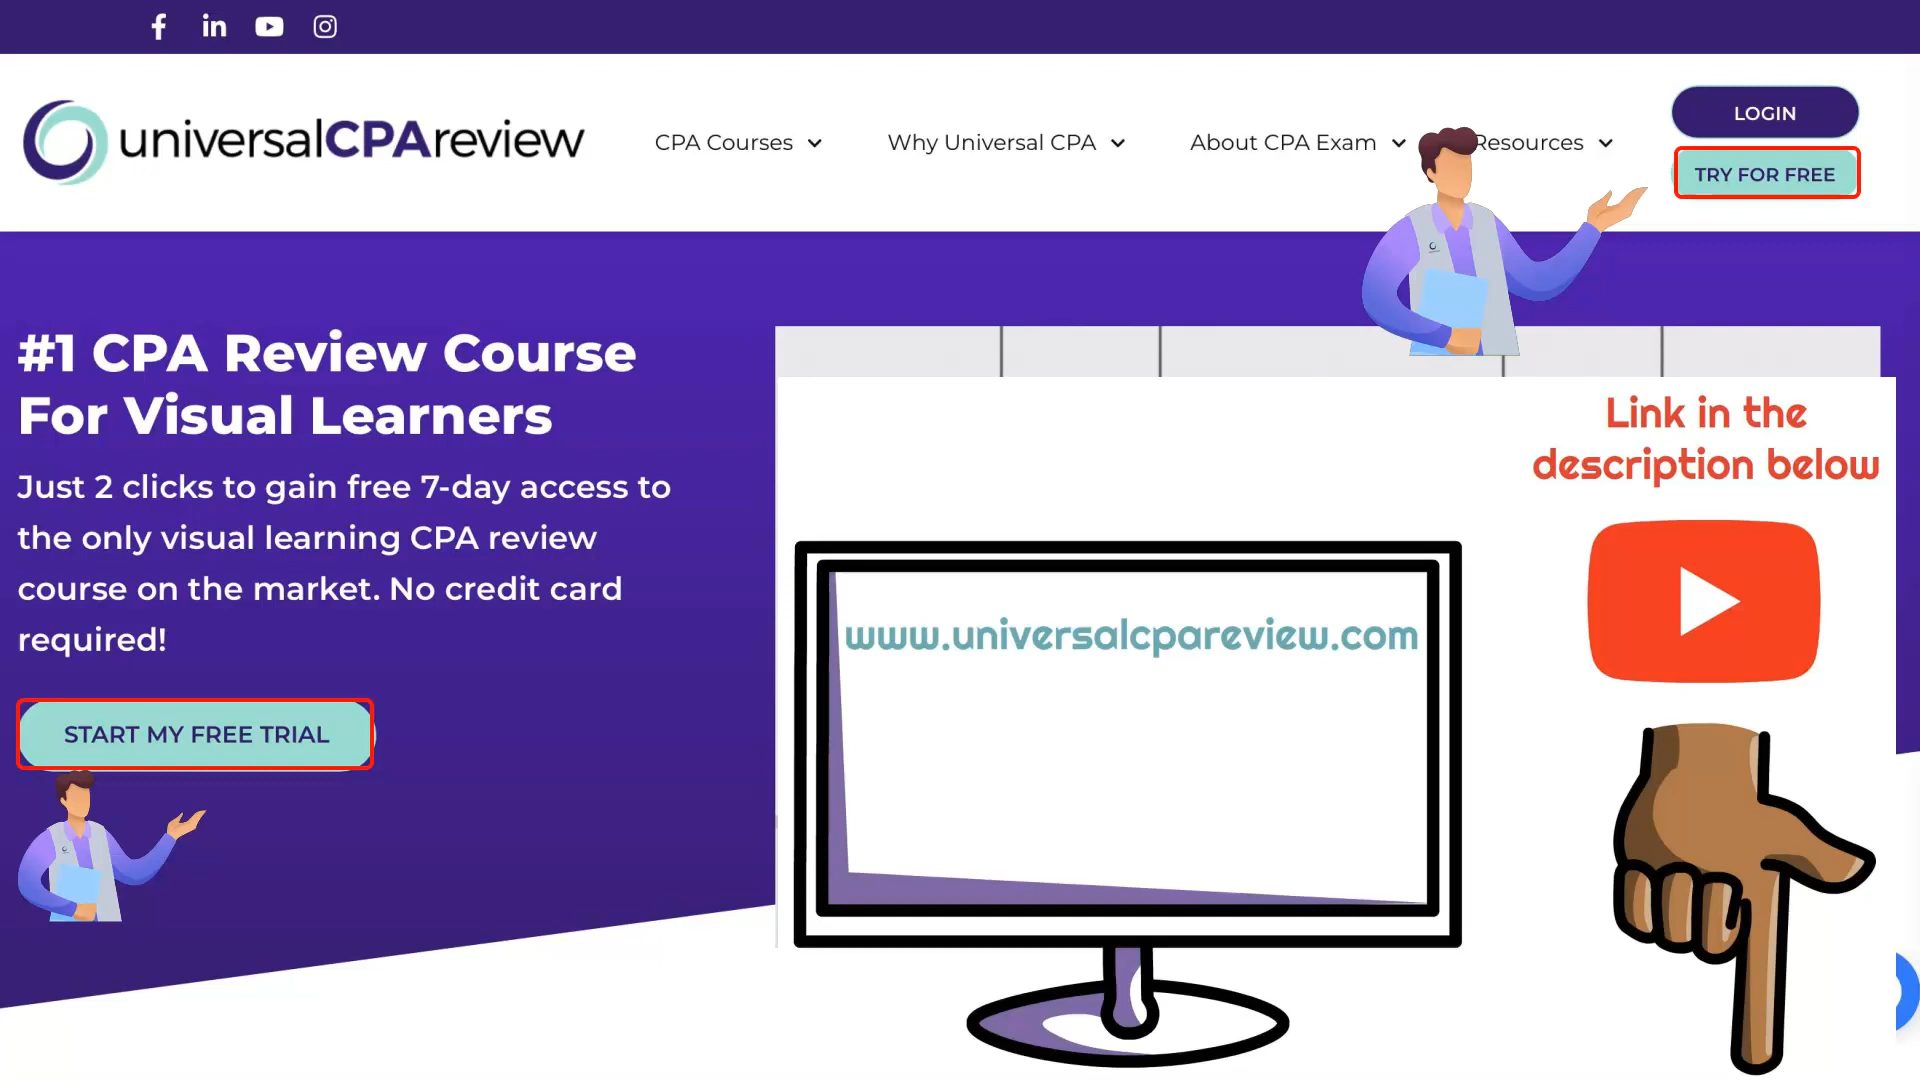 universalCPAreview
CPA Courses
Why Universal CPA
About CPA Exam
Resources
LOGIN
TRY FOR FREE
#1 CPA Review Course
For Visual Learners
Just 2 clicks to gain free 7-day access to
the only visual learning CPA review
course on the market. No credit card
required!
START MY FREE TRIAL
Link in the
description below
www.universalcpareview.com